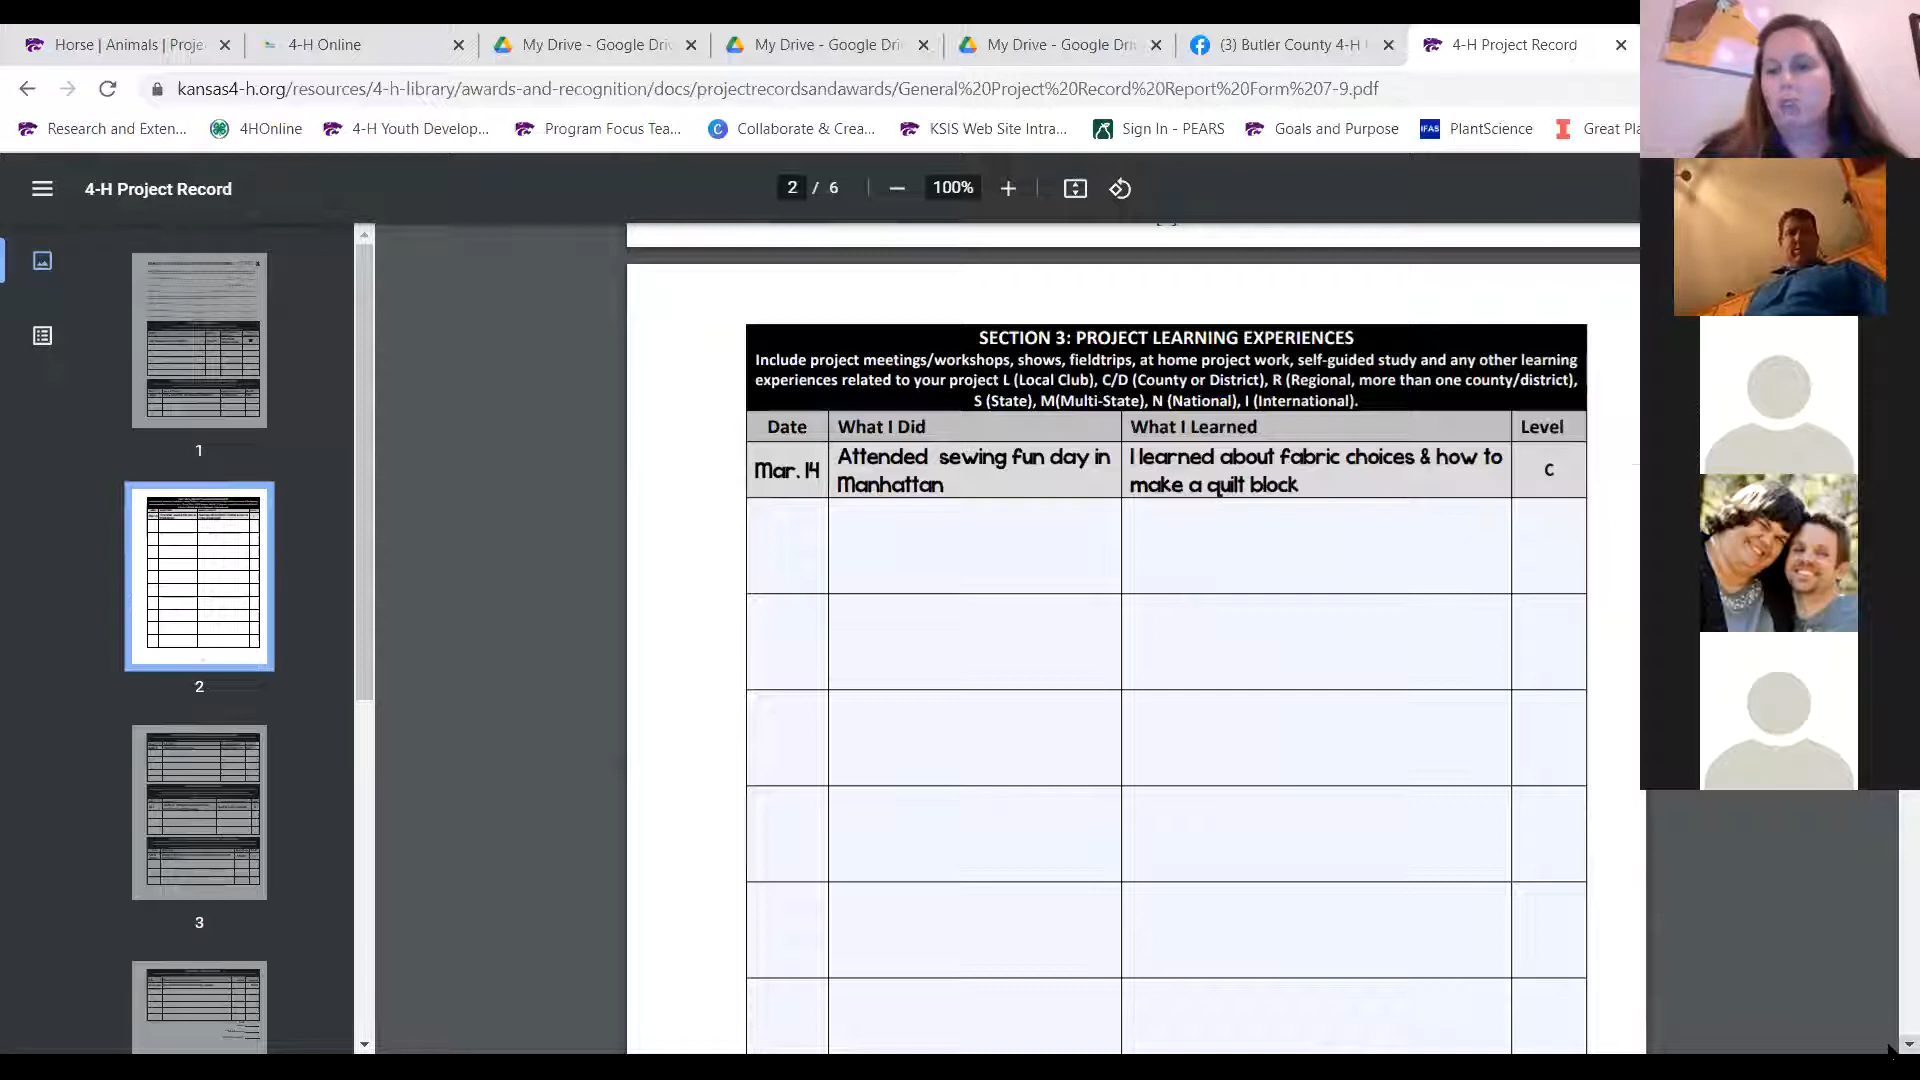 Horse | Animals | Proje
4-H Online
My Drive - Google Dri
My Drive - Google Dri
My Drive - Google Dri
(3) Butler County 4-H
4-H Project Record
kansas4-h.org/resources/4-h-library/awards-and-recognition/docs/projectrecordsandawards/General%20Project%20Record%20Report%20Form%207-9.pdf
Research and Exten...
4HOnline
4-H Youth Develop...
Program Focus Tea...
Collaborate & Crea...
KSIS Web Site Intra...
Sign In - PEARS
Goals and Purpose
IFAS
PlantScience
Great Pla
4-H Project Record
2 / 6
100%
1
2
3
SECTION 3: PROJECT LEARNING EXPERIENCES
Include project meetings/workshops, shows, fieldtrips, at home project work, self-guided study and any other learning
experiences related to your project L (Local Club), C/D (County or District), R (Regional, more than one county/district),
S (State), M(Multi-State), N (National), I (International).
Date What I Did What I Learned Level
Mar. 14
Attended sewing fun day in
Manhattan
I learned about fabric choices & how to
make a quilt block
C